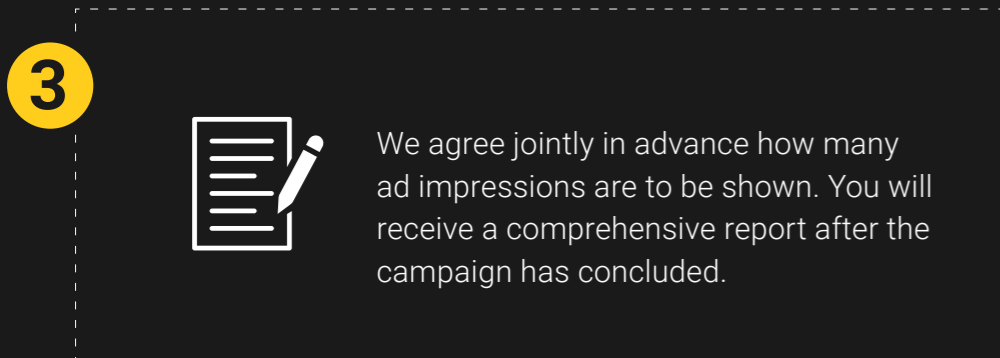 3
We agree jointly in advance how many
ad impressions are to be shown. You will
receive a comprehensive report after the
campaign has concluded.